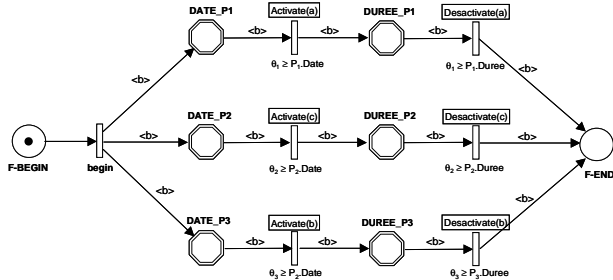 DATE_P1 Activate(a) DUREE_P1 Desactivate(a)
<b> <b> <b>
θ1 ≥ P1.Date θ1 ≥ P1.Duree
<b> <b>
DATE_P2 Activate(c) DUREE_P2 Desactivate(c)
<b> <b> <b> <b> <b>
F-BEGIN begin θ2 ≥ P2.Date θ2 ≥ P2.Duree F-END
<b> <b>
DATE_P3 Activate(b) DUREE_P3 Desactivate(b)
<b> <b> <b>
θ3 ≥ P2.Date θ3 ≥ P3.Duree